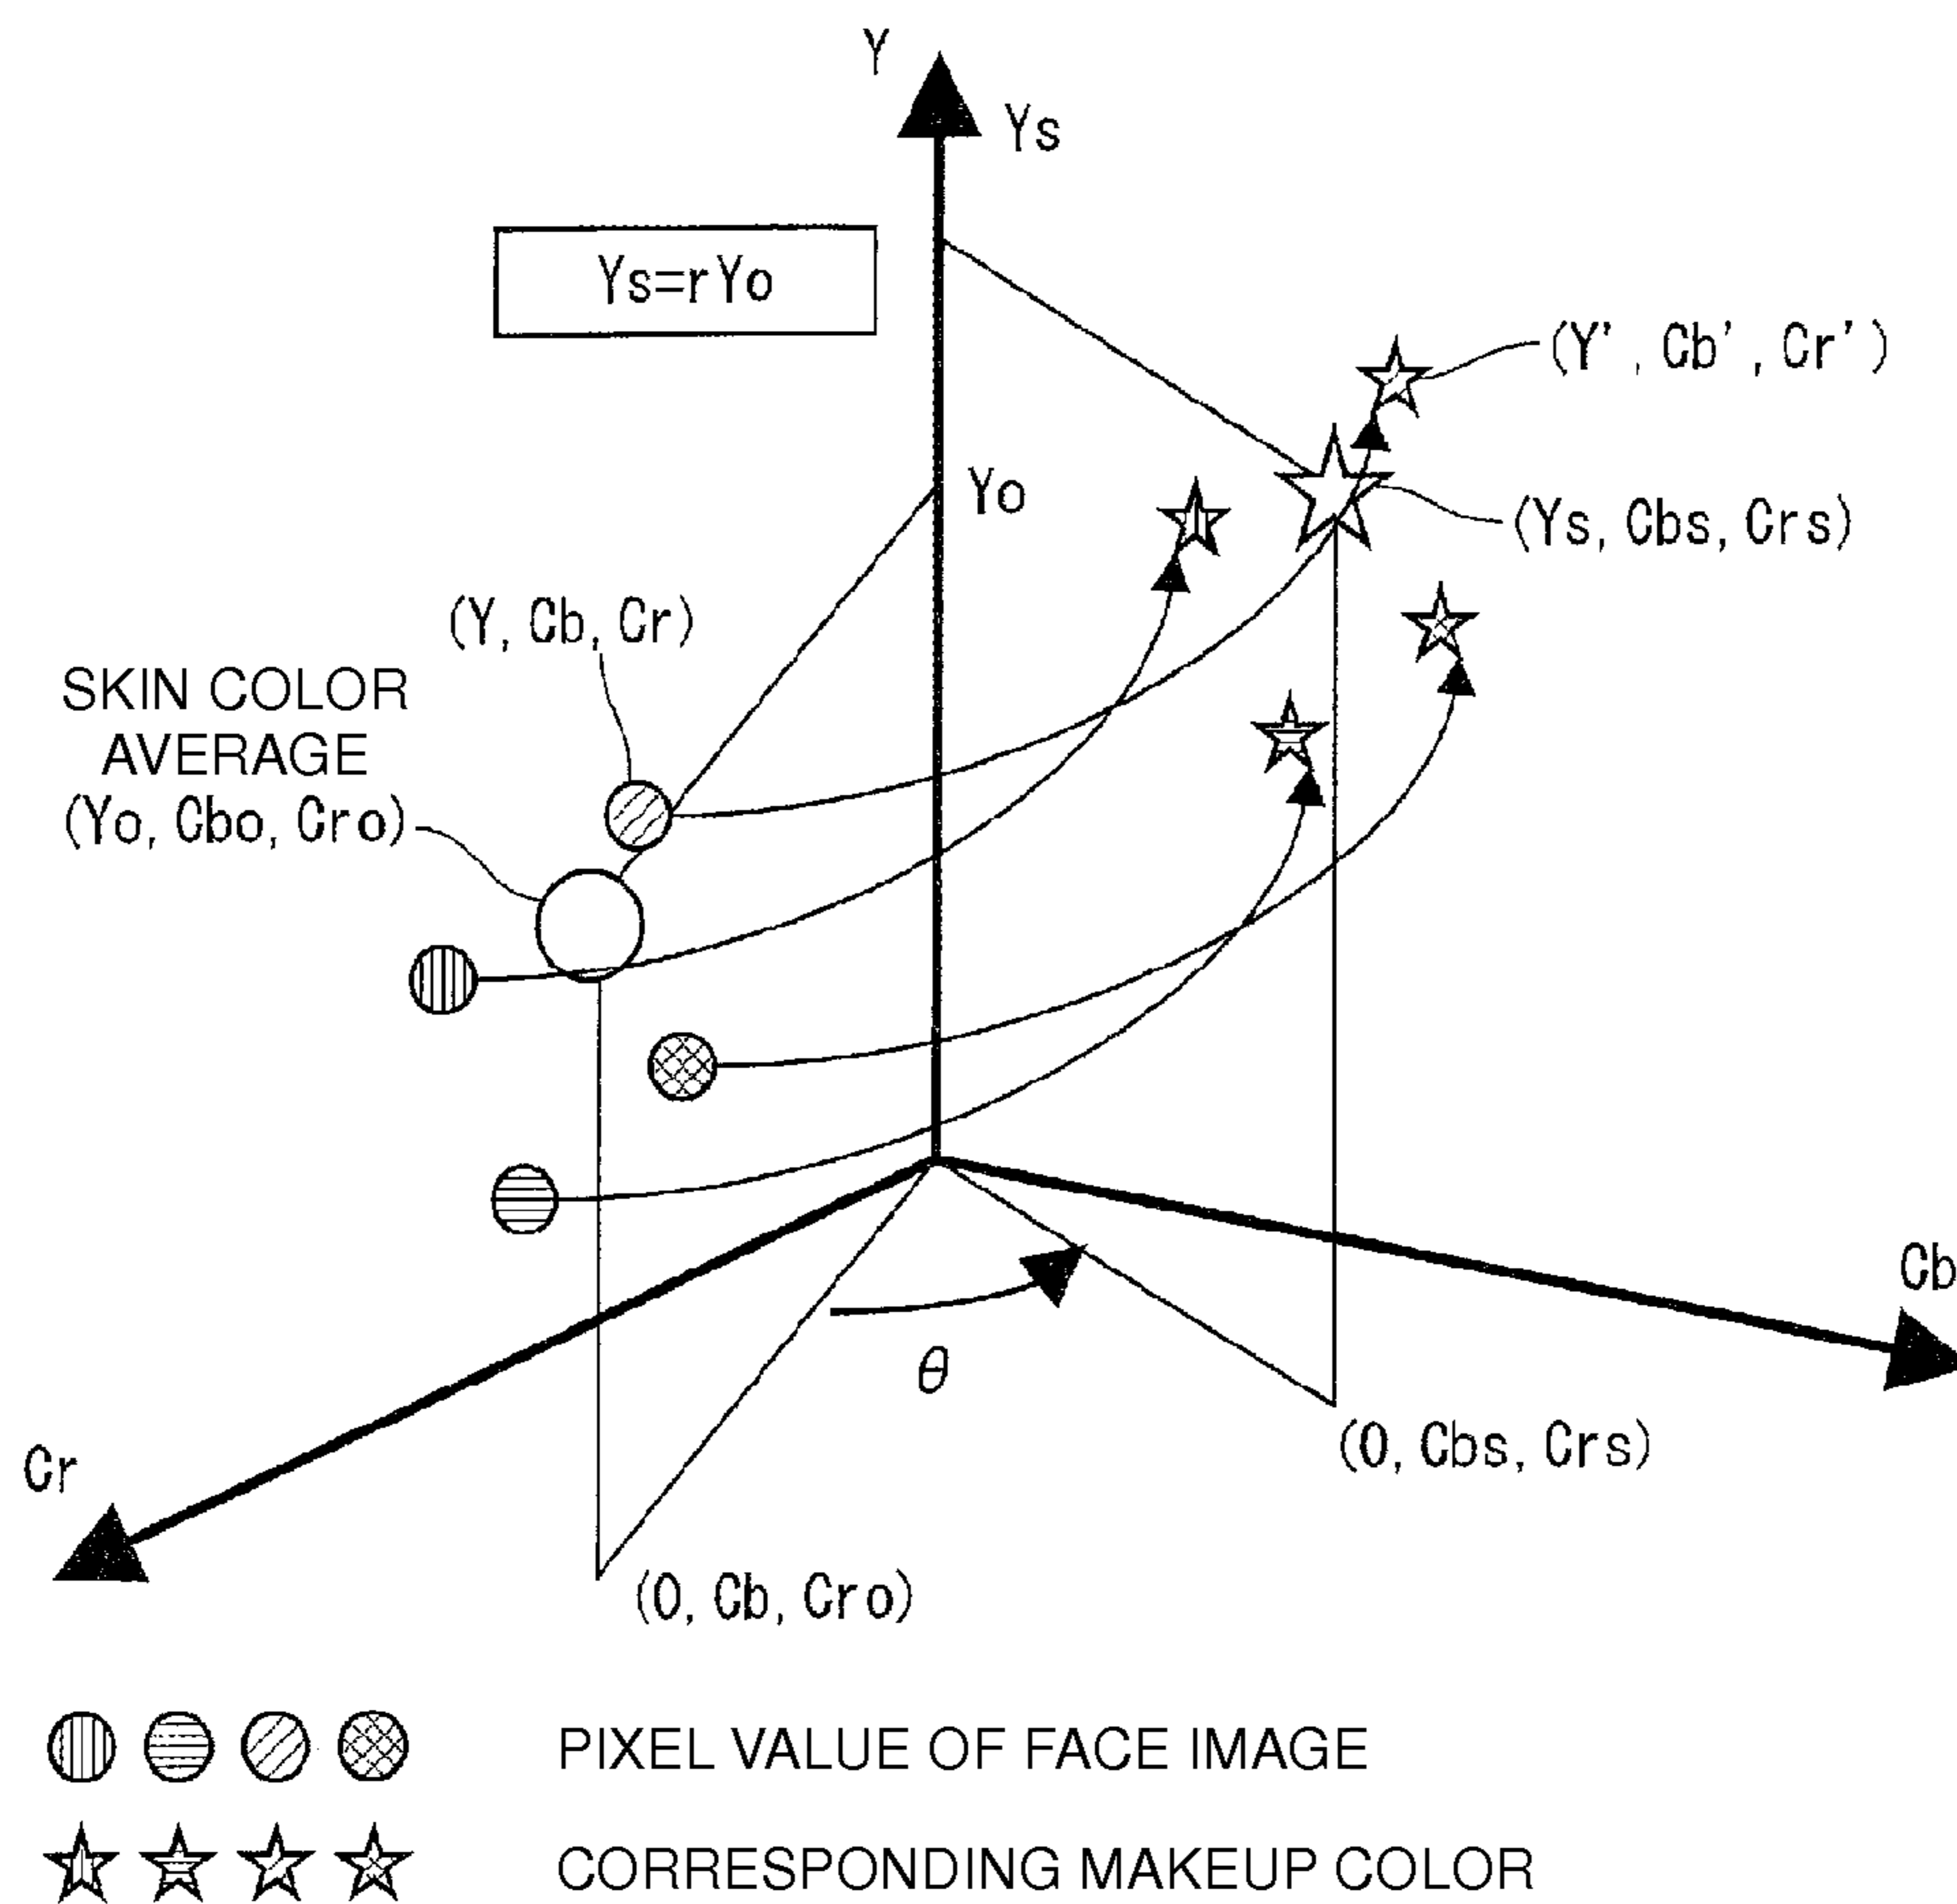 Y
Ys
Ys=rYo
(Y', Cb', Cr')
Yo
(Ys, Cbs, Crs)
(Y, Cb, Cr)
SKIN COLOR
AVERAGE
(Yo, Cbo, Cro)
Cb
θ
Cr
(0, Cbs, Crs)
(0, Cb, Cro)
PIXEL VALUE OF FACE IMAGE
CORRESPONDING MAKEUP COLOR